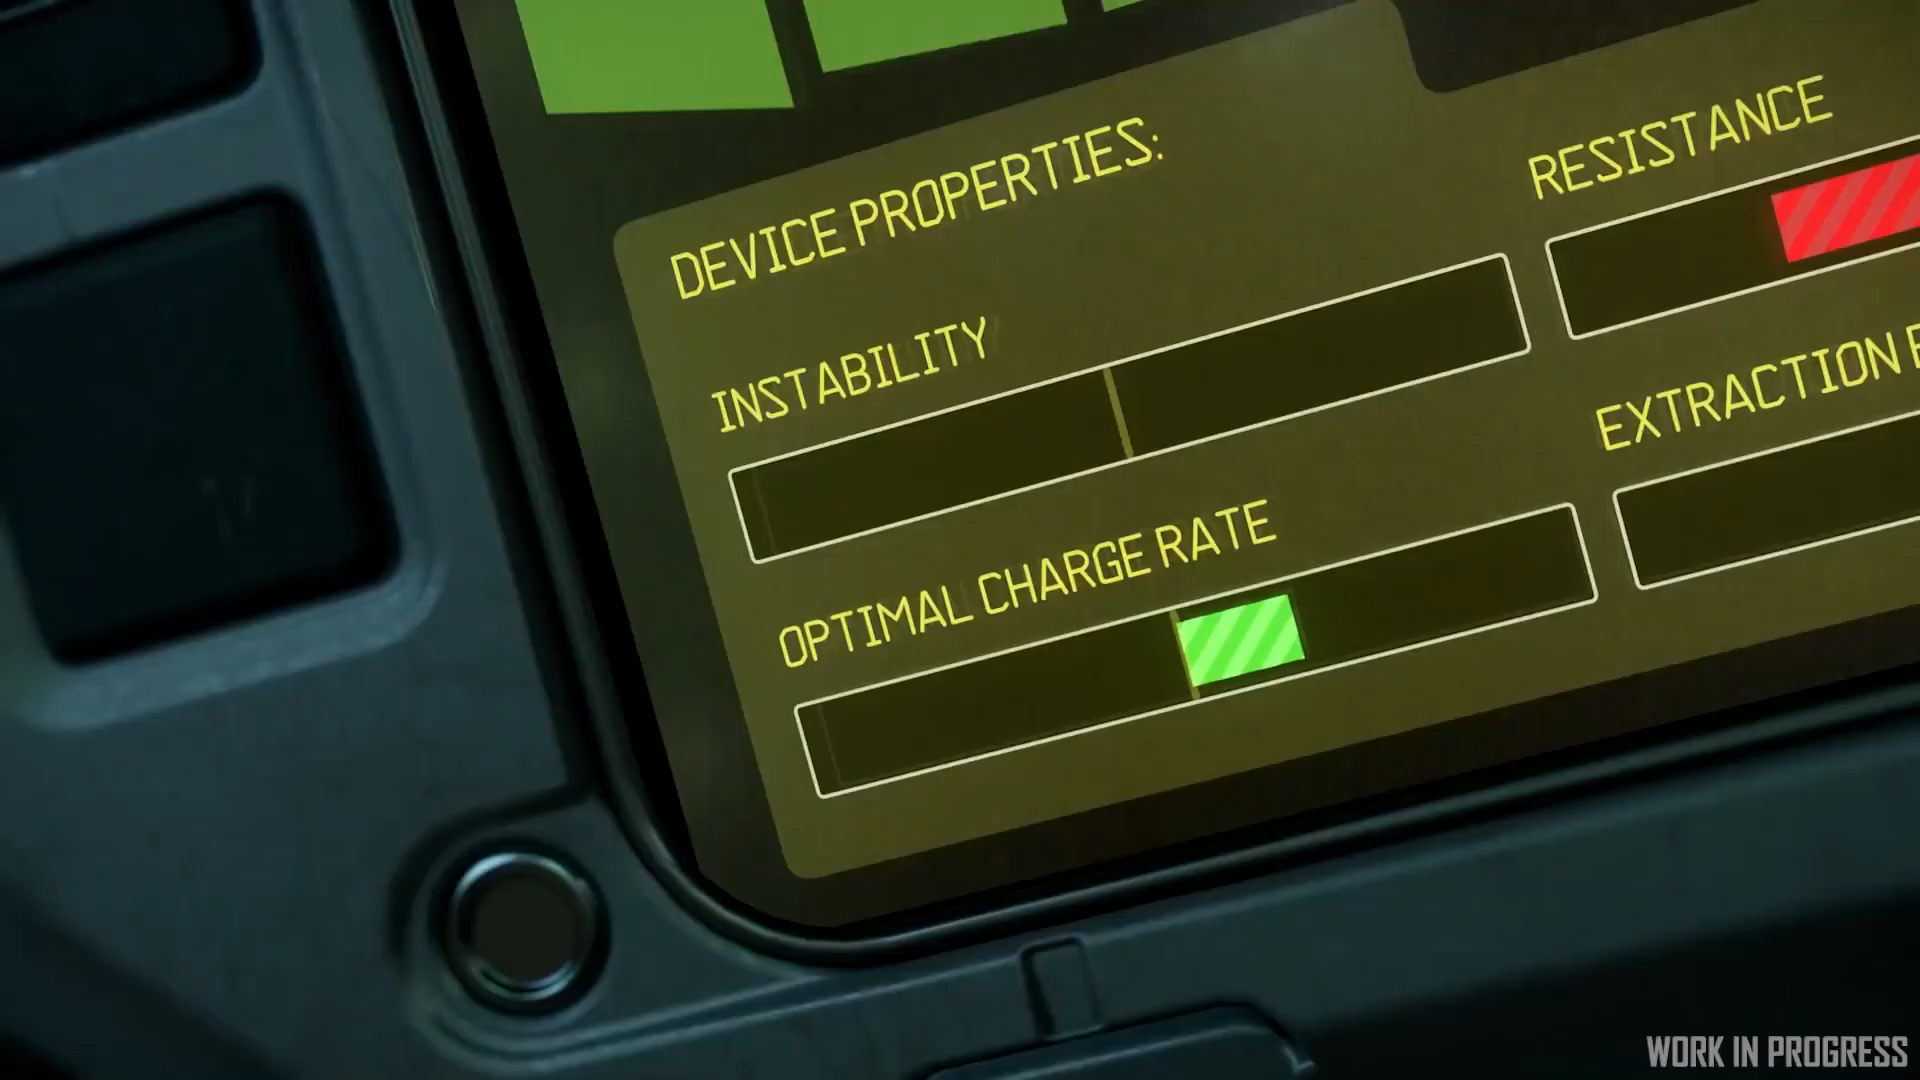 DEVICE PROPERTIES:
INSTABILITY
RESISTANCE
OPTIMAL CHARGE RATE
EXTRACTION
WORK IN PROGRESS